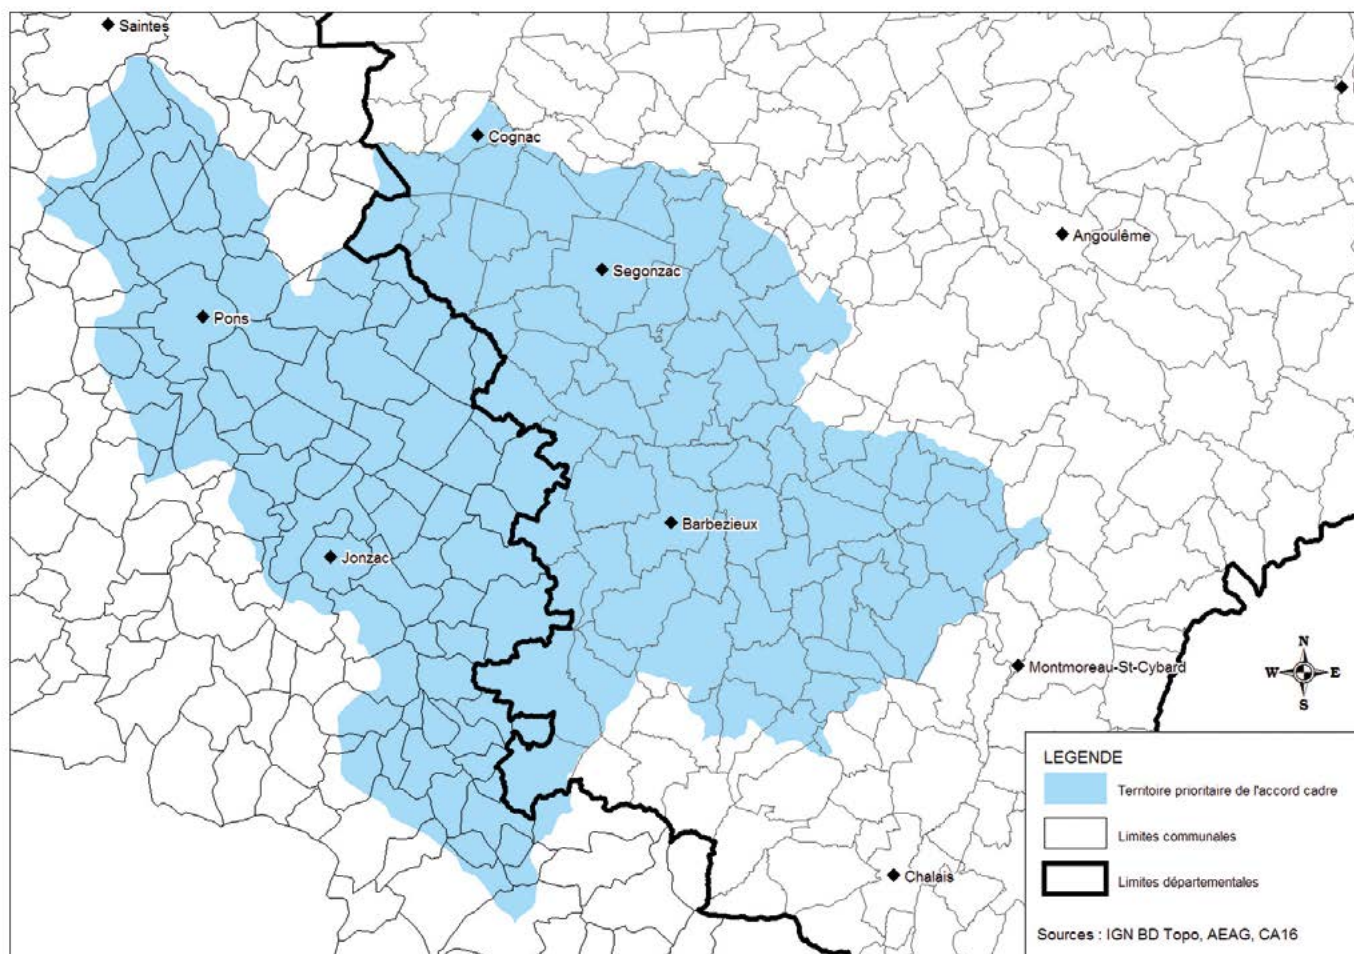 Saintes
Cognac
Angoulême
Segonzac
Pons
Barbezieux
Jonzac
N
W E
S
Montmoreau-St-Cybard
LEGENDE
Territoire prioritaire de l'accord cadre
Limites communales
Limites départementales
Chalais
Sources : IGN BD Topo, AEAG, CA16